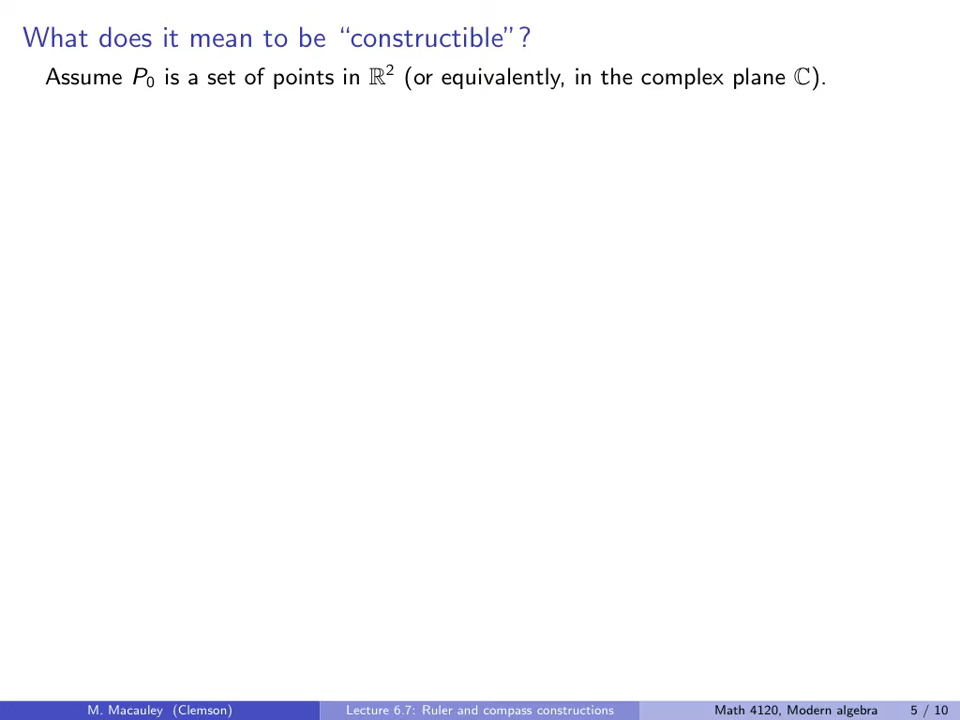 What does it mean to be “constructible”?
Assume P₀ is a set of points in ℝ² (or equivalently, in the complex plane ℂ).
M. Macauley (Clemson) Lecture 6.7: Ruler and compass constructions Math 4120, Modern algebra 5 / 10